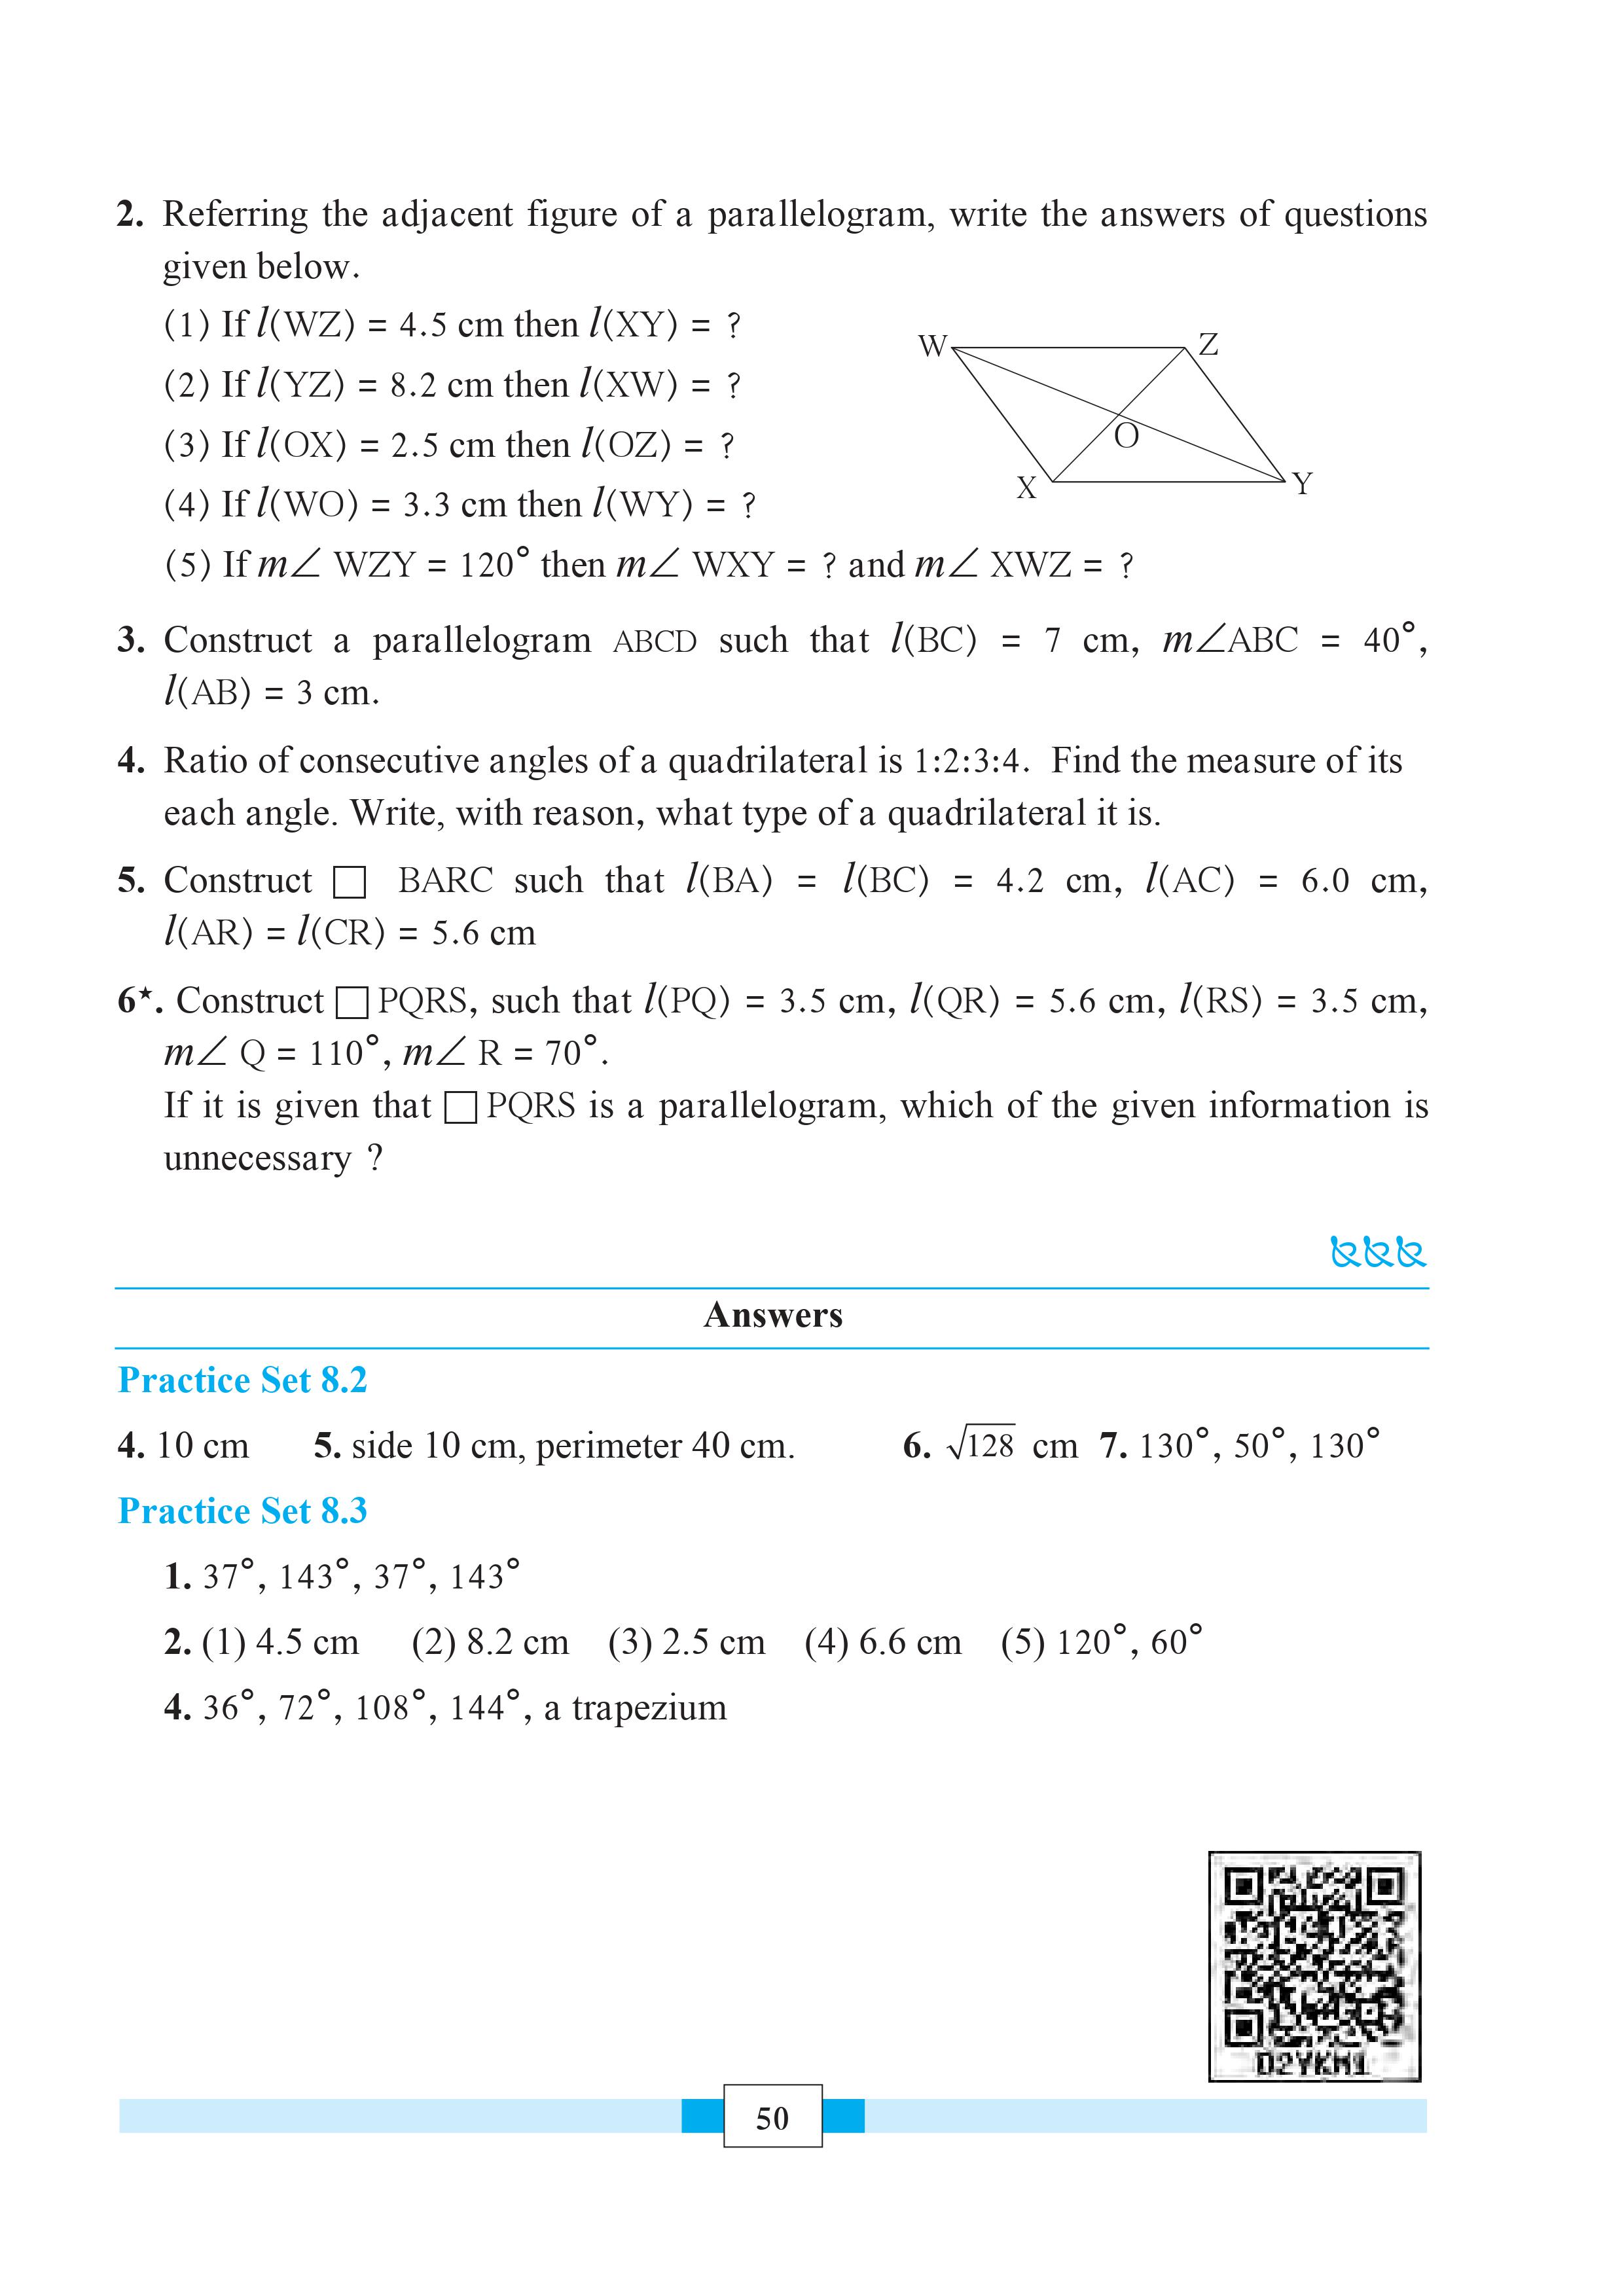 2. Referring the adjacent figure of a parallelogram, write the answers of questions
given below.
(1) If l(WZ) = 4.5 cm then l(XY) = ?
(2) If l(YZ) = 8.2 cm then l(XW) = ?
(3) If l(OX) = 2.5 cm then l(OZ) = ?
(4) If l(WO) = 3.3 cm then l(WY) = ?
(5) If m∠ WZY = 120° then m∠ WXY = ? and m∠ XWZ = ?
W
Z
O
X
Y
3. Construct a parallelogram ABCD such that l(BC) = 7 cm, m∠ABC = 40°,
l(AB) = 3 cm.
4. Ratio of consecutive angles of a quadrilateral is 1:2:3:4. Find the measure of its
each angle. Write, with reason, what type of a quadrilateral it is.
5. Construct □ BARC such that l(BA) = l(BC) = 4.2 cm, l(AC) = 6.0 cm,
l(AR) = l(CR) = 5.6 cm
6★. Construct □ PQRS, such that l(PQ) = 3.5 cm, l(QR) = 5.6 cm, l(RS) = 3.5 cm,
m∠ Q = 110°, m∠ R = 70°.
If it is given that □ PQRS is a parallelogram, which of the given information is
unnecessary ?
Answers
Practice Set 8.2
4. 10 cm 5. side 10 cm, perimeter 40 cm. 6. √128 cm 7. 130°, 50°, 130°
Practice Set 8.3
1. 37°, 143°, 37°, 143°
2. (1) 4.5 cm (2) 8.2 cm (3) 2.5 cm (4) 6.6 cm (5) 120°, 60°
4. 36°, 72°, 108°, 144°, a trapezium
D2YKM1
50